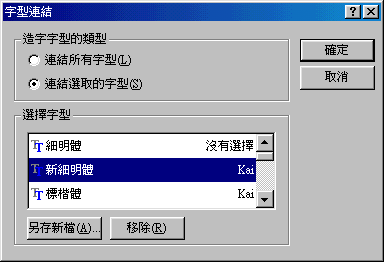 字型連結
造字字型的類型
連結所有字型(L)
連結選取的字型(S)
確定
取消
選擇字型
細明體 沒有選擇
新細明體 Kai
標楷體 Kai
另存新檔(A)... 移除(R)